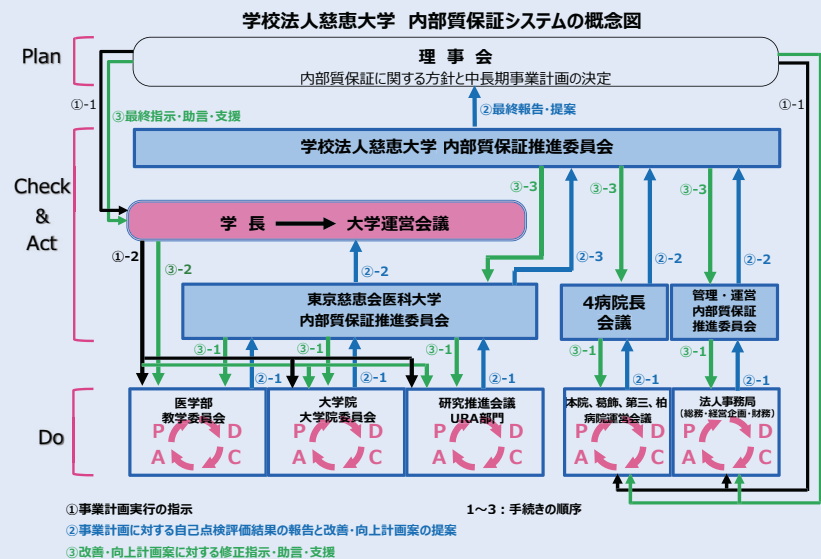 学校法人慈恵大学 内部質保証システムの概念図
Plan
理 事 会
内部質保証に関する方針と中長期事業計画の決定
①-1
①-1
③最終指示・助言・支援
②最終報告・提案
学校法人慈恵大学 内部質保証推進委員会
Check
&
Act
③-3
③-3
③-3
学 長
大学運営会議
①-2
③-2
②-2
②-3
②-2
②-2
東京慈恵会医科大学
内部質保証推進委員会
4病院長
会議
管理・運営
内部質保証
推進委員会
③-1
③-1
③-1
③-1
③-1
②-1
②-1
②-1
②-1
②-1
Do
医学部
教学委員会
P D
A C
大学院
大学院委員会
P D
A C
研究推進会議
URA部門
P D
A C
本院、葛飾、第三、柏
病院運営会議
P D
A C
法人事務局
(総務・経営企画・財務)
P D
A C
①事業計画実行の指示
1～3：手続きの順序
②事業計画に対する自己点検評価結果の報告と改善・向上計画案の提案
③改善・向上計画案に対する修正指示・助言・支援